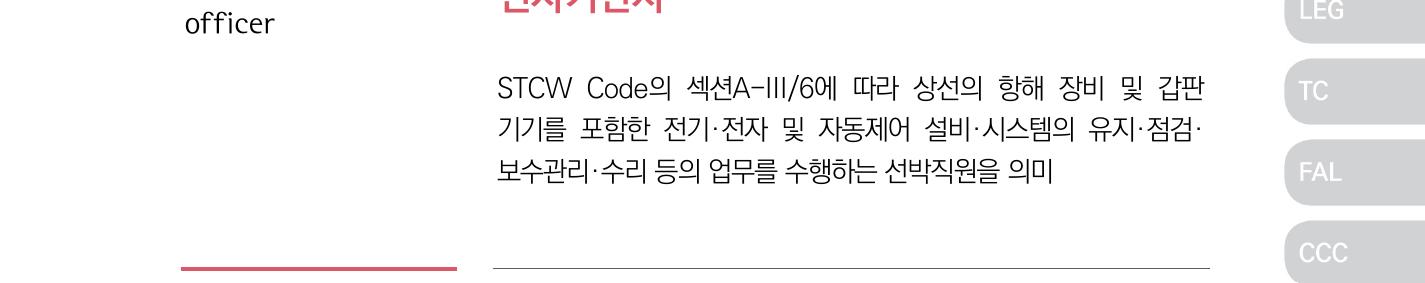 officer
LEG
STCW Code의 섹션A-III/6에 따라 상선의 항해 장비 및 갑판
기기를 포함한 전기·전자 및 자동제어 설비·시스템의 유지·점검·
보수관리·수리 등의 업무를 수행하는 선박직원을 의미
TC
FAL
CCC